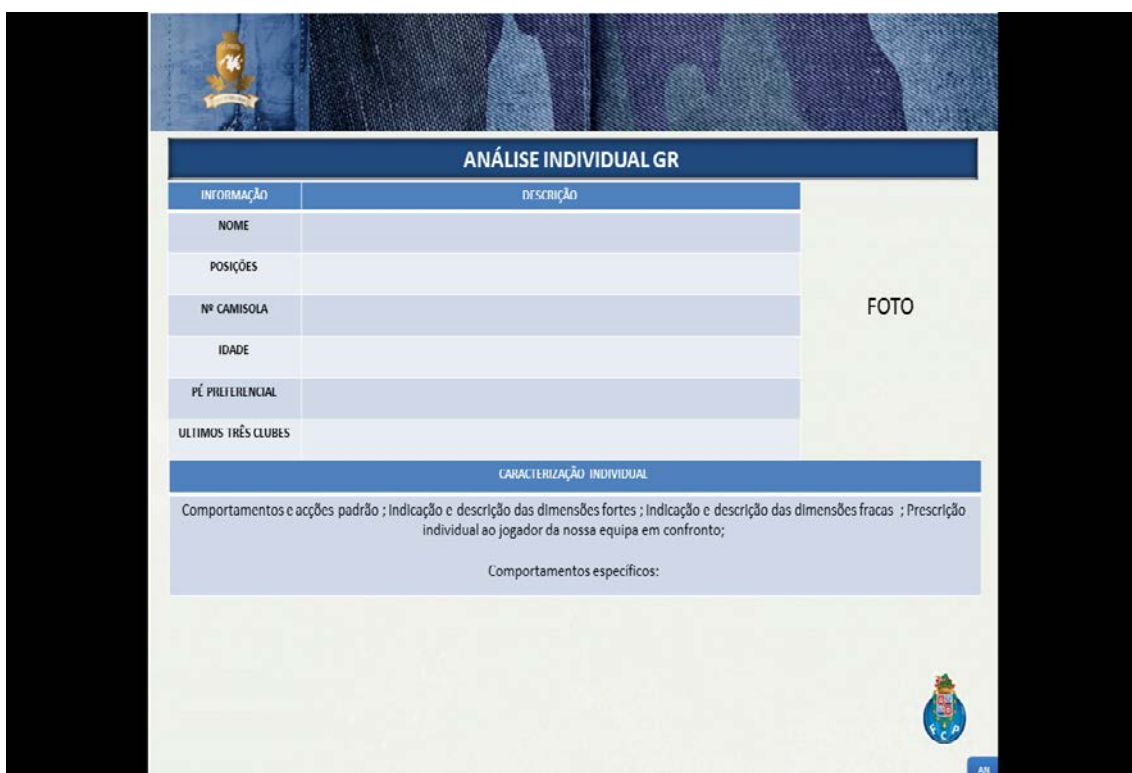 ANÁLISE INDIVIDUAL GR
INFORMAÇÃO DESCRIÇÃO
NOME
POSIÇÕES
FOTO
Nº CAMISOLA
IDADE
PÉ PREFERENCIAL
ULTIMOS TRÊS CLUBES
CARACTERIZAÇÃO INDIVIDUAL
Comportamentos e acções padrão ; Indicação e descrição das dimensões fortes ; Indicação e descrição das dimensões fracas ; Prescrição
individual ao jogador da nossa equipa em confronto;
Comportamentos específicos:
F C P
AN